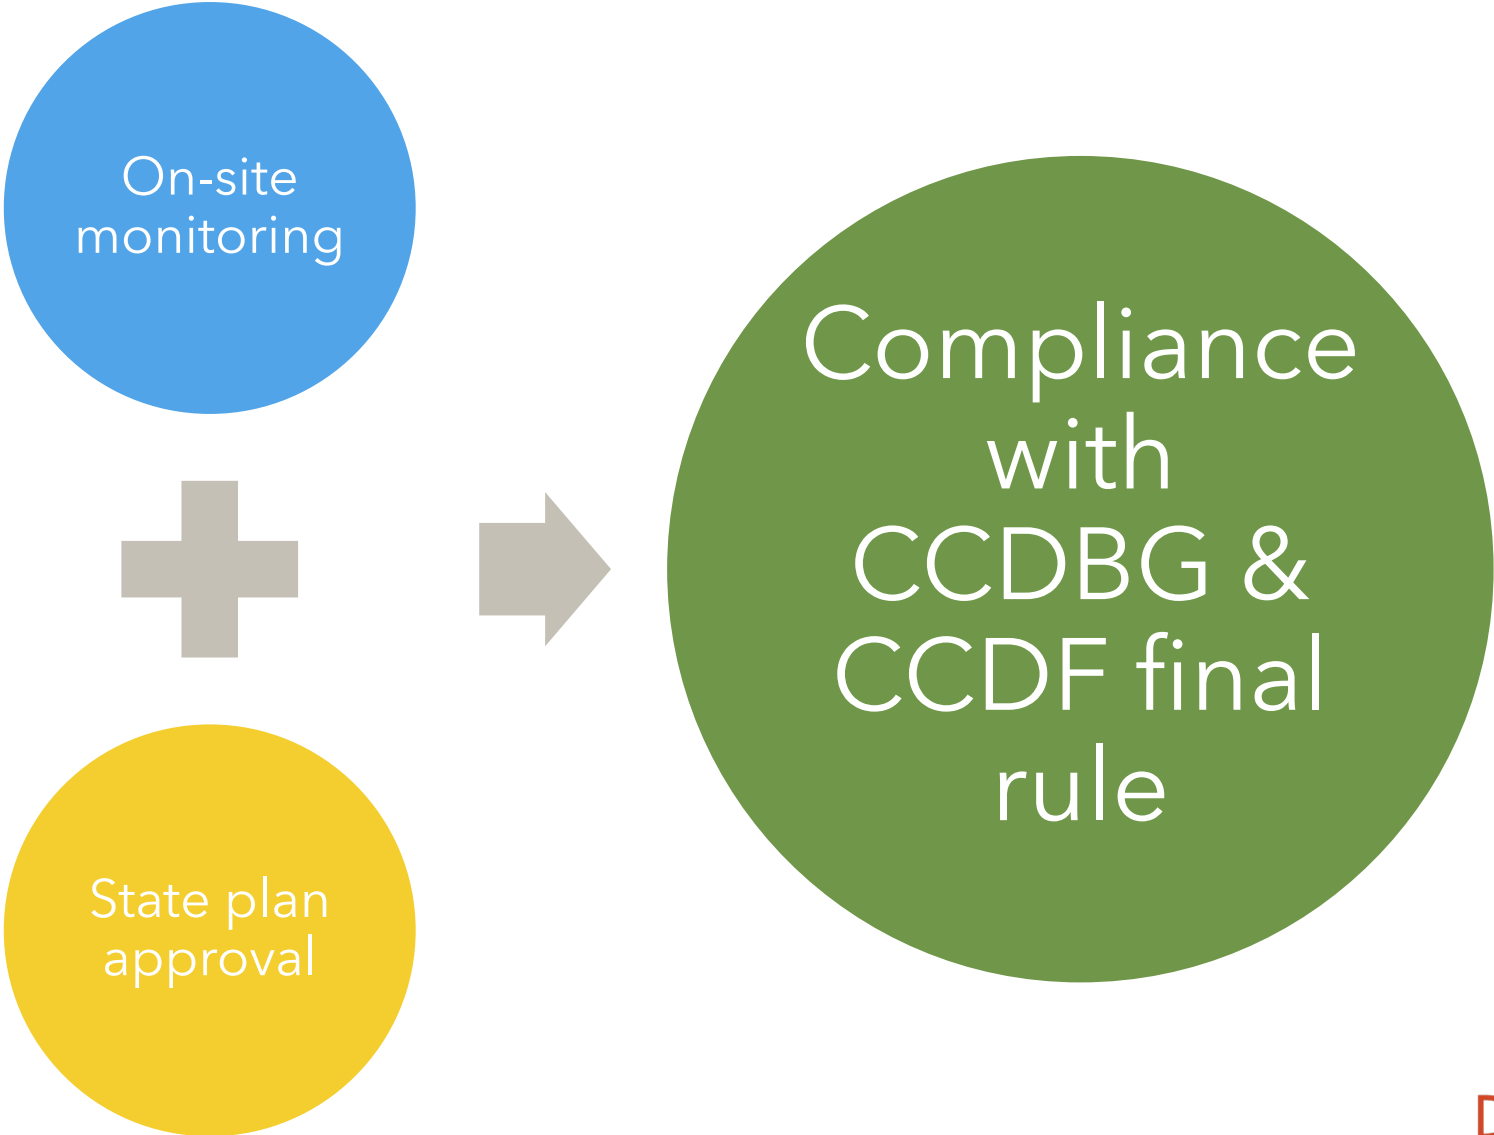 On-site
monitoring
Compliance
with
CCDBG &
CCDF final
rule
State plan
approval